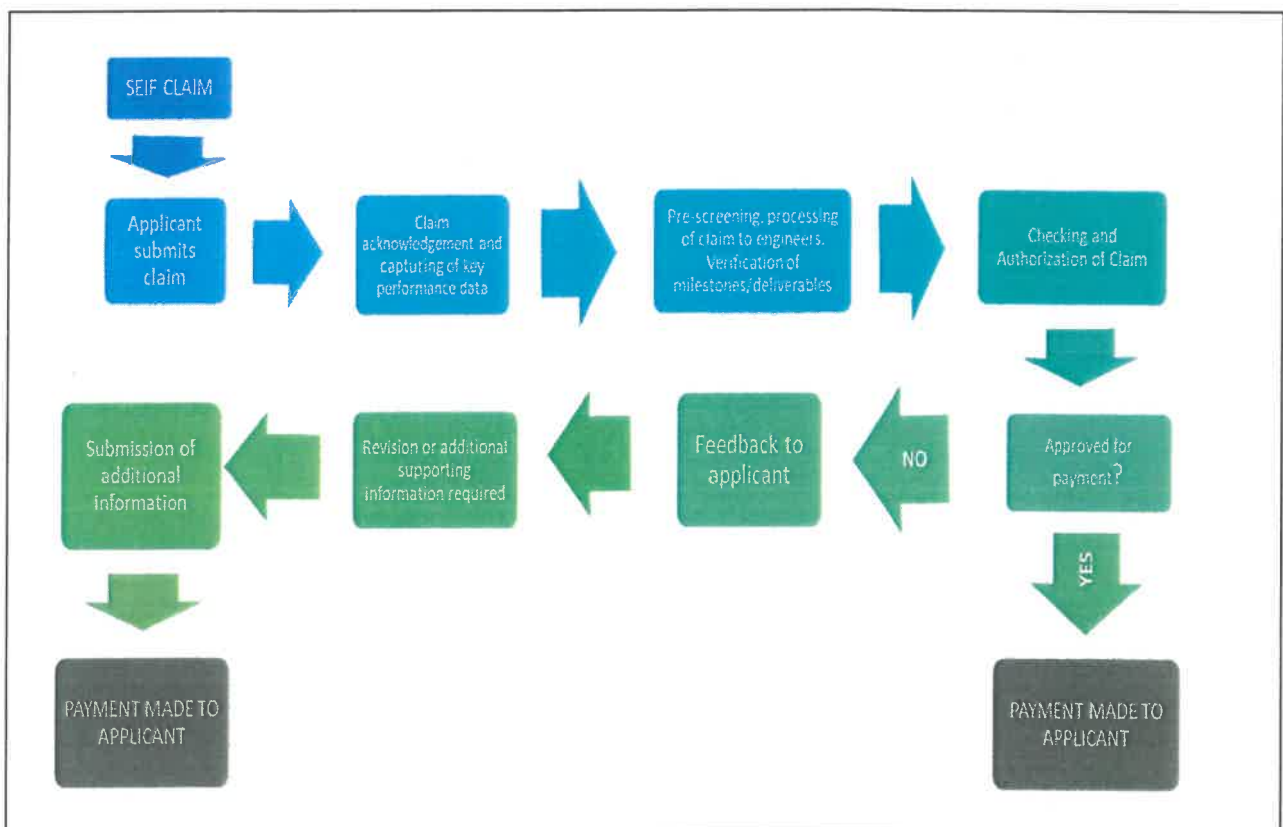 SEIF CLAIM
Applicant
submits
claim
Claim
acknowledgement and
capturing of key
performance data
Pre-screening, processing
of claim to engineers.
Verification of
milestones/deliverables
Checking and
Authorization of Claim
Submission of
additional
information
Revision or additional
supporting
information required
Feedback to
applicant
NO
Approved for
payment?
YES
PAYMENT MADE TO
APPLICANT
PAYMENT MADE TO
APPLICANT